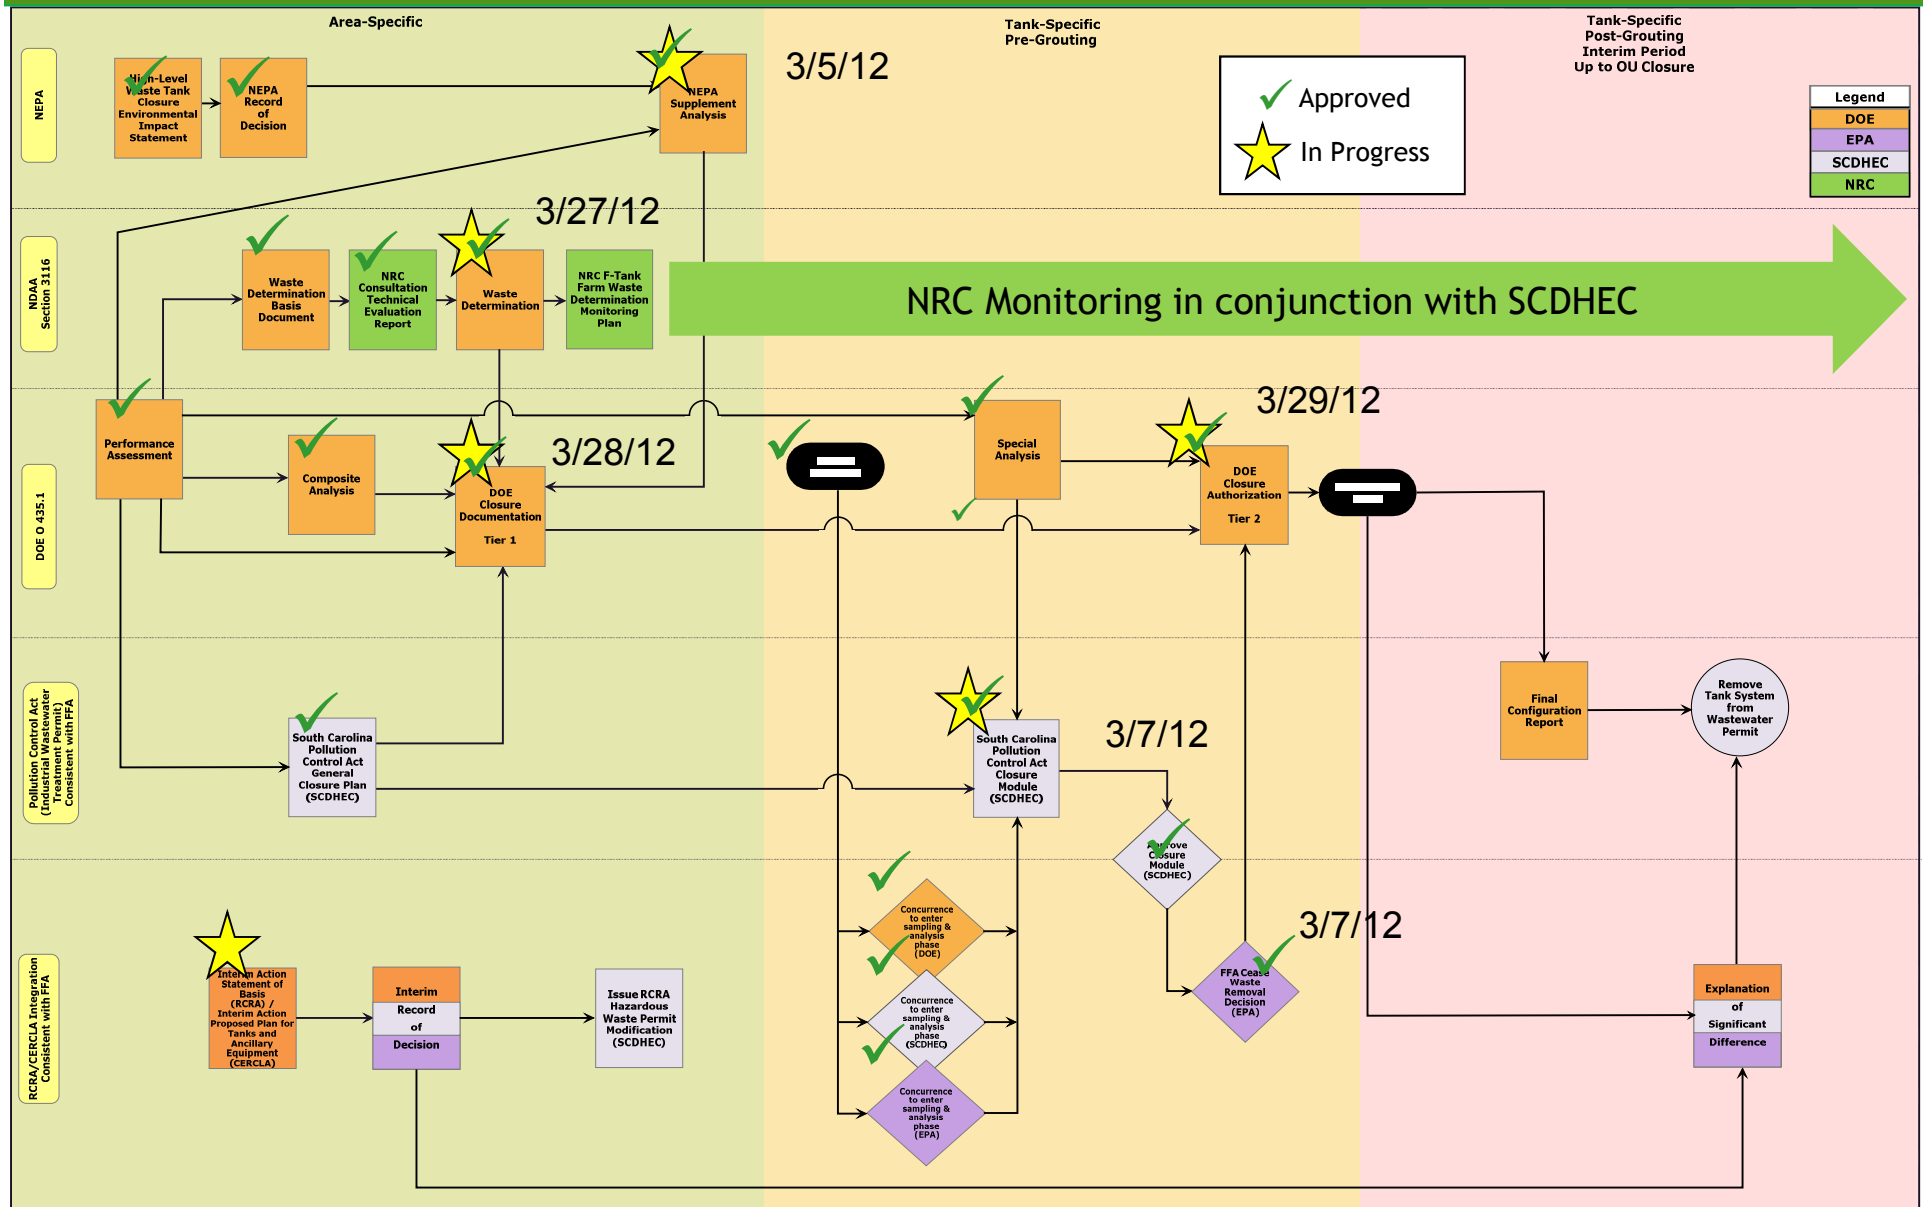 Area-Specific
Tank-Specific
Pre-Grouting
Tank-Specific
Post-Grouting
Interim Period
Up to OU Closure
Approved
In Progress
Legend
DOE
EPA
SCDHEC
NRC
NEPA
High-Level
Waste Tank
Closure
Environmental
Impact
Statement
NEPA
Record
of
Decision
NEPA
Supplement
Analysis
3/5/12
NDAA
Section 3116
Waste
Determination
Basis
Document
NRC
Consultation
Technical
Evaluation
Report
Waste
Determination
3/27/12
NRC F-Tank
Farm Waste
Determination
Monitoring
Plan
NRC Monitoring in conjunction with SCDHEC
DOE O 435.1
Performance
Assessment
Composite
Analysis
DOE
Closure
Documentation
Tier 1
3/28/12
Special
Analysis
DOE
Closure
Authorization
Tier 2
3/29/12
Pollution Control Act
(Industrial Wastewater
Treatment Permit)
Consistent with FFA
South Carolina
Pollution
Control Act
General
Closure Plan
(SCDHEC)
South Carolina
Pollution
Control Act
Closure
Module
(SCDHEC)
3/7/12
Approve
Closure
Module
(SCDHEC)
Final
Configuration
Report
Remove
Tank System
from
Wastewater
Permit
RCRA/CERCLA Integration
Consistent with FFA
Interim Action
Statement of
Basis
(RCRA) /
Interim Action
Proposed Plan for
Tanks and
Ancillary
Equipment
(CERCLA)
Interim
Record
of
Decision
Issue RCRA
Hazardous
Waste Permit
Modification
(SCDHEC)
Concurrence
to enter
sampling &
analysis
phase
(DOE)
Concurrence
to enter
sampling &
analysis
phase
(SCDHEC)
Concurrence
to enter
sampling &
analysis
phase
(EPA)
FFA Cease
Waste
Removal
Decision
(EPA)
3/7/12
Explanation
of
Significant
Difference